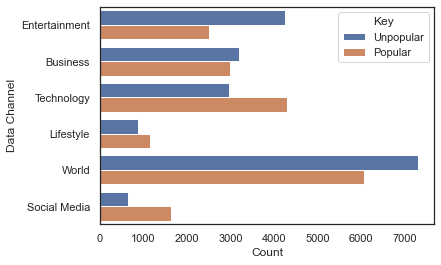 Key
Unpopular
Popular
Data Channel
Entertainment
Business
Technology
Lifestyle
World
Social Media
0 1000 2000 3000 4000 5000 6000 7000
Count